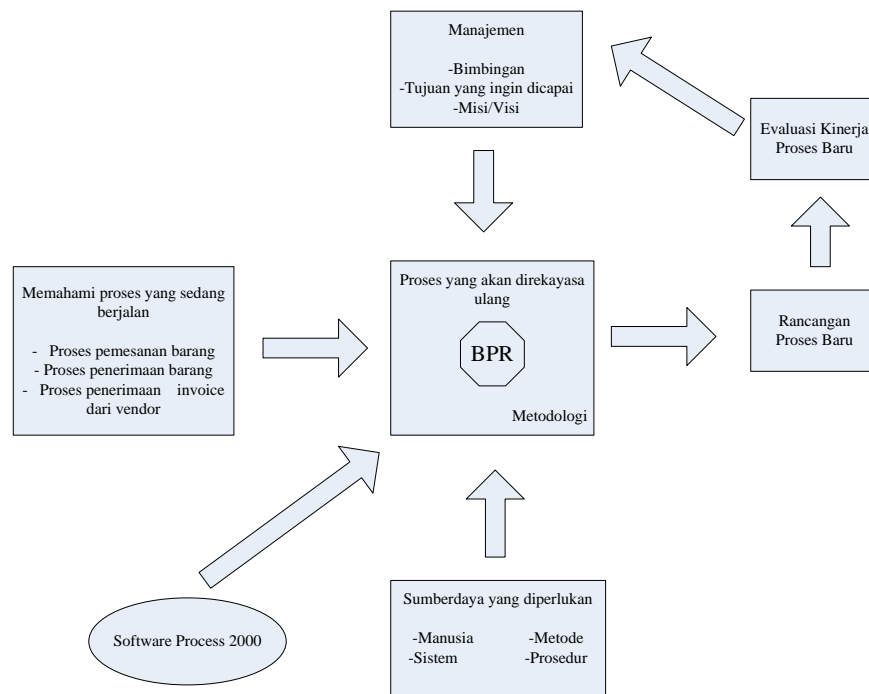 Manajemen
-Bimbingan
-Tujuan yang ingin dicapai
-Misi/Visi
Evaluasi Kinerja
Proses Baru
Memahami proses yang sedang
berjalan
- Proses pemesanan barang
- Proses penerimaan barang
- Proses penerimaan invoice
dari vendor
Proses yang akan direkayasa
ulang
BPR
Metodologi
Rancangan
Proses Baru
Software Process 2000
Sumberdaya yang diperlukan
-Manusia -Metode
-Sistem -Prosedur